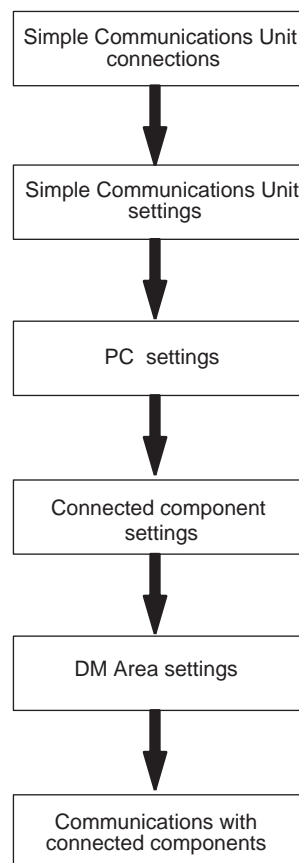 Simple Communications Unit
connections
Simple Communications Unit
settings
PC settings
Connected component
settings
DM Area settings
Communications with
connected components